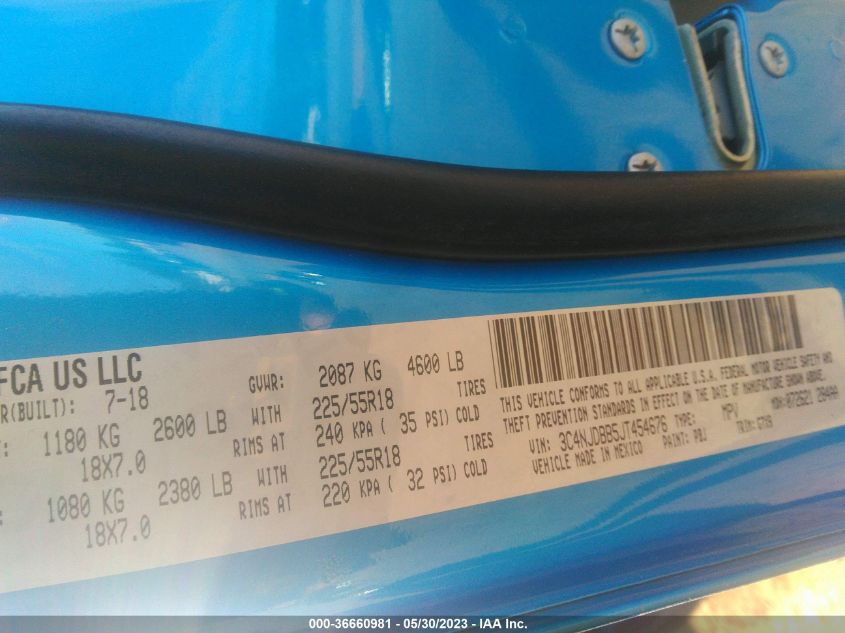 FCA US LLC
R(BUILT): 7-18
GVWR: 2087 KG 4600 LB
1180 KG 2600 LB WITH 225/55R18 TIRES
18X7.0 RIMS AT 240 KPA ( 35 PSI) COLD
1080 KG 2380 LB WITH 225/55R18 TIRES
18X7.0 RIMS AT 220 KPA ( 32 PSI) COLD
THIS VEHICLE CONFORMS TO ALL APPLICABLE U.S.A. FEDERAL MOTOR VEHICLE SAFETY AND
THEFT PREVENTION STANDARDS IN EFFECT ON THE DATE OF MANUFACTURE SHOWN ABOVE.
VIN: 3C4NJDBB5JT454676 TYPE: MPV
VEHICLE MADE IN MEXICO PAINT: PBJ TRIM:
000-36660981 - 05/30/2023 - IAA Inc.